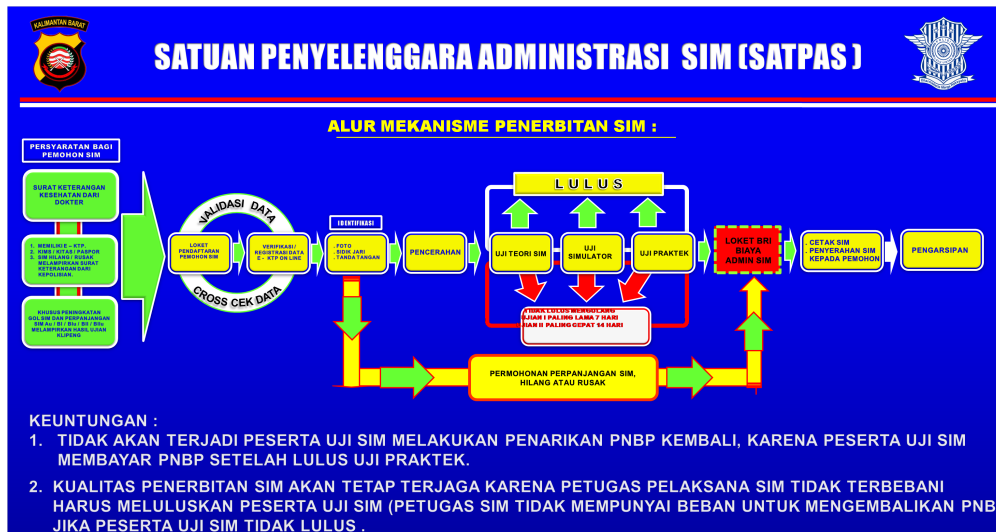 KALIMANTAN BARAT
SATUAN PENYELENGGARA ADMINISTRASI SIM (SATPAS )
ALUR MEKANISME PENERBITAN SIM :
PERSYARATAN BAGI
PEMOHON SIM
SURAT KETERANGAN
KESEHATAN DARI
DOKTER
1. MEMILIKI E – KTP.
2. KIMS / KITAS / PASPOR
3. SIM HILANG / RUSAK
MELAMPIRKAN SURAT
KETERANGAN DARI
KEPOLISIAN.
KHUSUS PENINGKATAN
GOL SIM DAN PERPANJANGAN
SIM Au / BI / BIu / BII / BIIu
MELAMPIRKAN HASIL UJIAN
KLIPENG
VALIDASI DATA
LOKET
PENDAFTARAN
PEMOHON SIM
VERIFIKASI /
REGISTRASI DATA
E – KTP ON LINE
CROSS CEK DATA
IDENTIFIKASI
. FOTO
. SIDIK JARI
. TANDA TANGAN
PENCERAHAN
LULUS
UJI TEORI SIM
UJI
SIMULATOR
UJI PRAKTEK
TIDAK LULUS MENGULANG
UJIAN I PALING LAMA 7 HARI
JIAN II PALING CEPAT 14 HARI
LOKET BRI
BIAYA
ADMIN SIM
. CETAK SIM
. PENYERAHAN SIM
KEPADA PEMOHON
PENGARSIPAN
PERMOHONAN PERPANJANGAN SIM,
HILANG ATAU RUSAK
KEUNTUNGAN :
1. TIDAK AKAN TERJADI PESERTA UJI SIM MELAKUKAN PENARIKAN PNBP KEMBALI, KARENA PESERTA UJI SIM
MEMBAYAR PNBP SETELAH LULUS UJI PRAKTEK.
2. KUALITAS PENERBITAN SIM AKAN TETAP TERJAGA KARENA PETUGAS PELAKSANA SIM TIDAK TERBEBANI
HARUS MELULUSKAN PESERTA UJI SIM (PETUGAS SIM TIDAK MEMPUNYAI BEBAN UNTUK MENGEMBALIKAN PNB
JIKA PESERTA UJI SIM TIDAK LULUS .